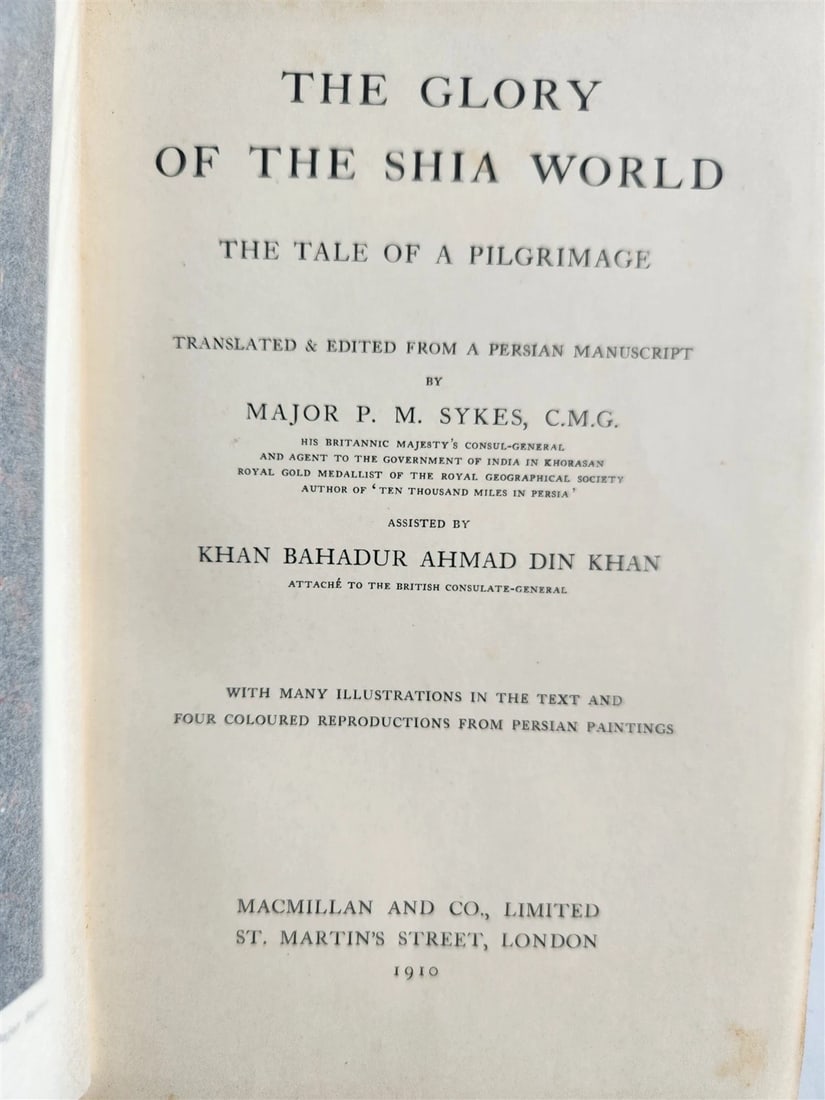 THE GLORY
OF THE SHIA WORLD
THE TALE OF A PILGRIMAGE
TRANSLATED & EDITED FROM A PERSIAN MANUSCRIPT
BY
MAJOR P. M. SYKES, C.M.G.
HIS BRITANNIC MAJESTY'S CONSUL-GENERAL
AND AGENT TO THE GOVERNMENT OF INDIA IN KHORASAN
ROYAL GOLD MEDALLIST OF THE ROYAL GEOGRAPHICAL SOCIETY
AUTHOR OF 'TEN THOUSAND MILES IN PERSIA'
ASSISTED BY
KHAN BAHADUR AHMAD DIN KHAN
ATTACHÉ TO THE BRITISH CONSULATE-GENERAL
WITH MANY ILLUSTRATIONS IN THE TEXT AND
FOUR COLOURED REPRODUCTIONS FROM PERSIAN PAINTINGS
MACMILLAN AND CO., LIMITED
ST. MARTIN'S STREET, LONDON
1910